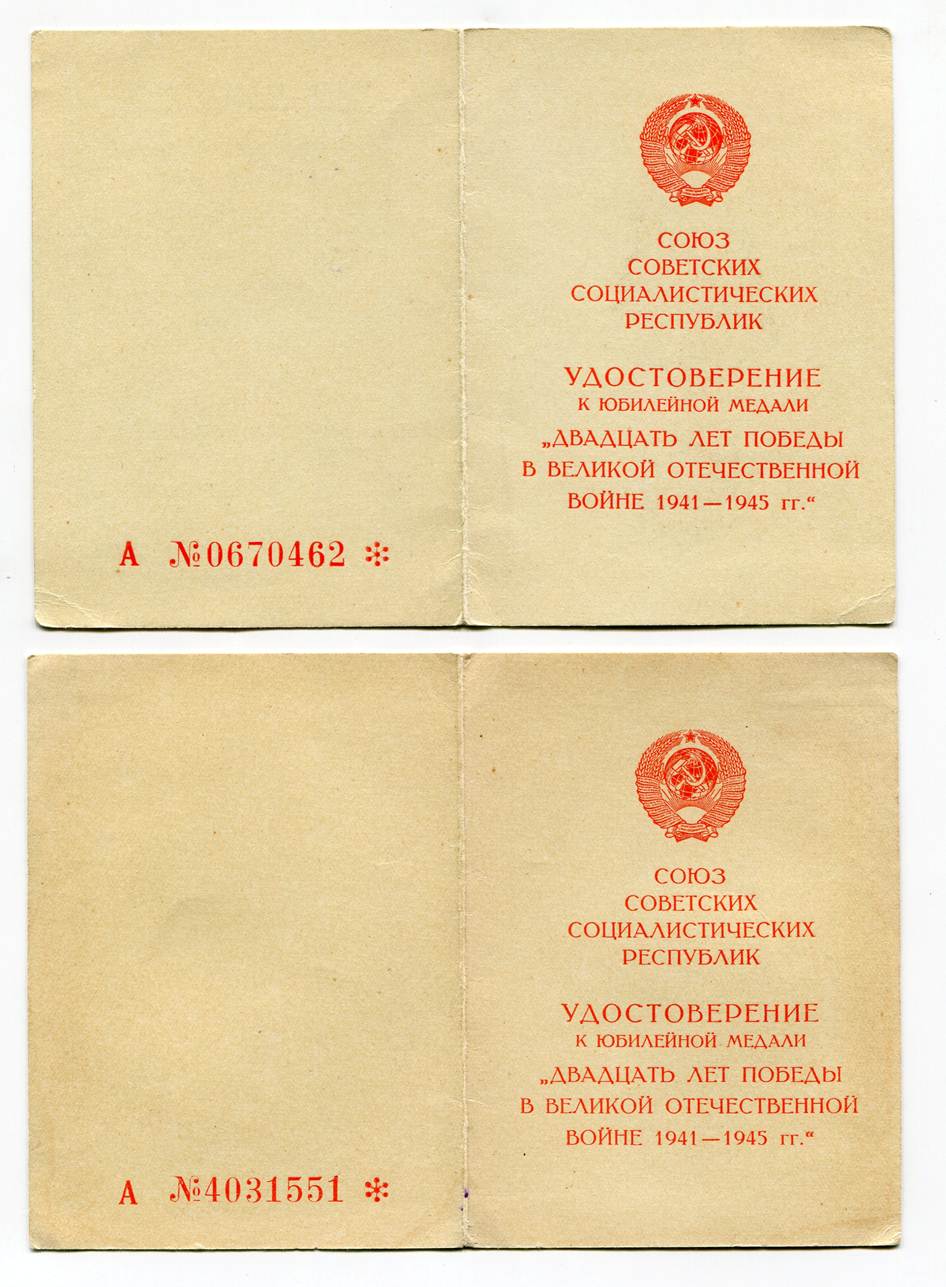 А №0670462 *
СОЮЗ
СОВЕТСКИХ
СОЦИАЛИСТИЧЕСКИХ
РЕСПУБЛИК
УДОСТОВЕРЕНИЕ
К ЮБИЛЕЙНОЙ МЕДАЛИ
„ДВАДЦАТЬ ЛЕТ ПОБЕДЫ
В ВЕЛИКОЙ ОТЕЧЕСТВЕННОЙ
ВОЙНЕ 1941—1945 гг.“
А №4031551 *
СОЮЗ
СОВЕТСКИХ
СОЦИАЛИСТИЧЕСКИХ
РЕСПУБЛИК
УДОСТОВЕРЕНИЕ
К ЮБИЛЕЙНОЙ МЕДАЛИ
„ДВАДЦАТЬ ЛЕТ ПОБЕДЫ
В ВЕЛИКОЙ ОТЕЧЕСТВЕННОЙ
ВОЙНЕ 1941—1945 гг.“